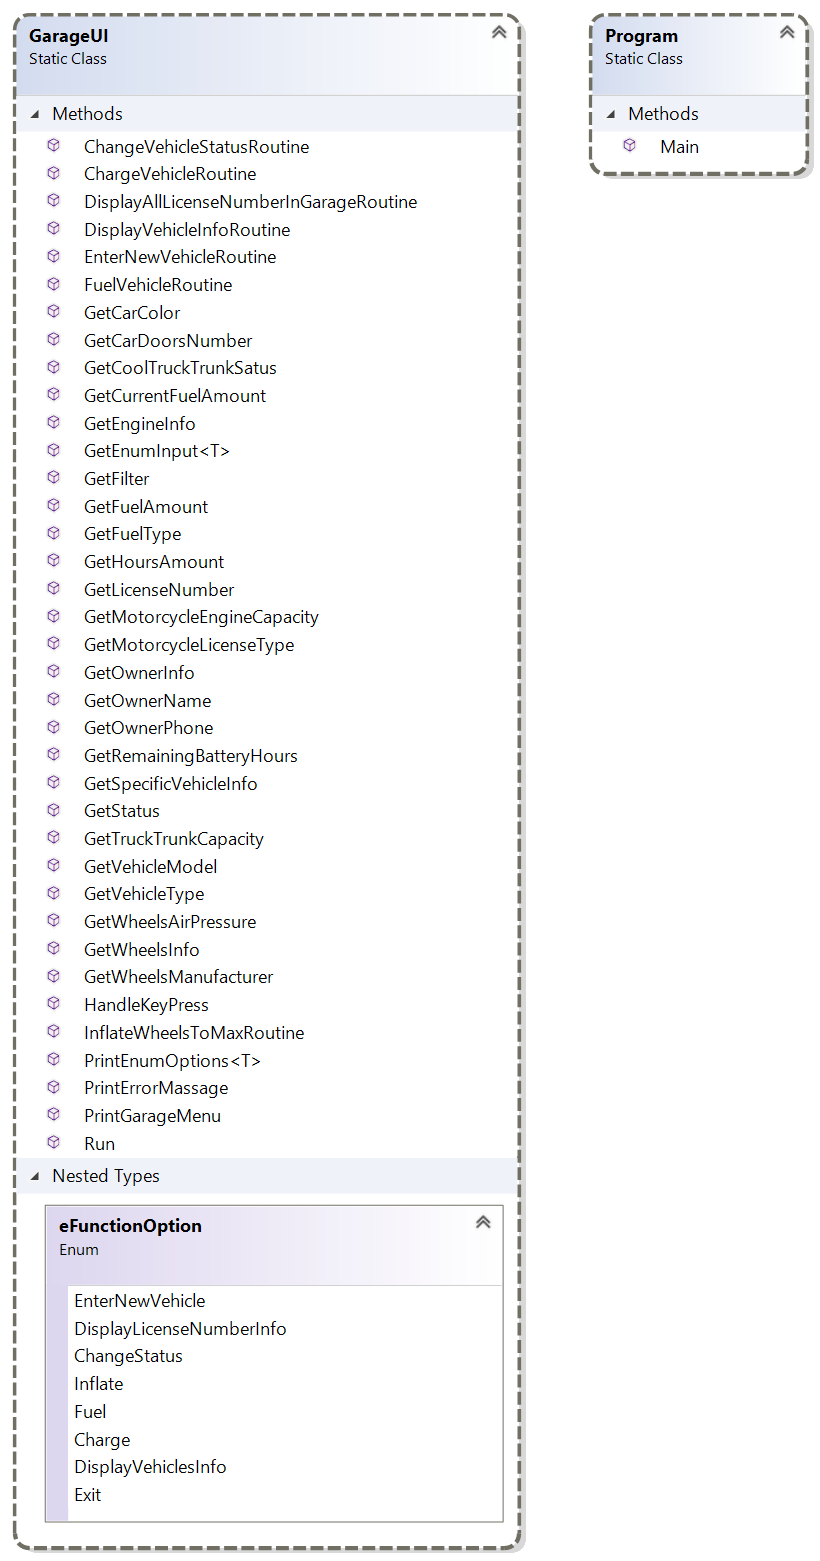 GarageUI
Static Class
Methods
ChangeVehicleStatusRoutine
ChargeVehicleRoutine
DisplayAllLicenseNumberInGarageRoutine
DisplayVehicleInfoRoutine
EnterNewVehicleRoutine
FuelVehicleRoutine
GetCarColor
GetCarDoorsNumber
GetCoolTruckTrunkSatus
GetCurrentFuelAmount
GetEngineInfo
GetEnumInput<T>
GetFilter
GetFuelAmount
GetFuelType
GetHoursAmount
GetLicenseNumber
GetMotorcycleEngineCapacity
GetMotorcycleLicenseType
GetOwnerInfo
GetOwnerName
GetOwnerPhone
GetRemainingBatteryHours
GetSpecificVehicleInfo
GetStatus
GetTruckTrunkCapacity
GetVehicleModel
GetVehicleType
GetWheelsAirPressure
GetWheelsInfo
GetWheelsManufacturer
HandleKeyPress
InflateWheelsToMaxRoutine
PrintEnumOptions<T>
PrintErrorMassage
PrintGarageMenu
Run
Nested Types
eFunctionOption
Enum
EnterNewVehicle
DisplayLicenseNumberInfo
ChangeStatus
Inflate
Fuel
Charge
DisplayVehiclesInfo
Exit
Program
Static Class
Methods
Main